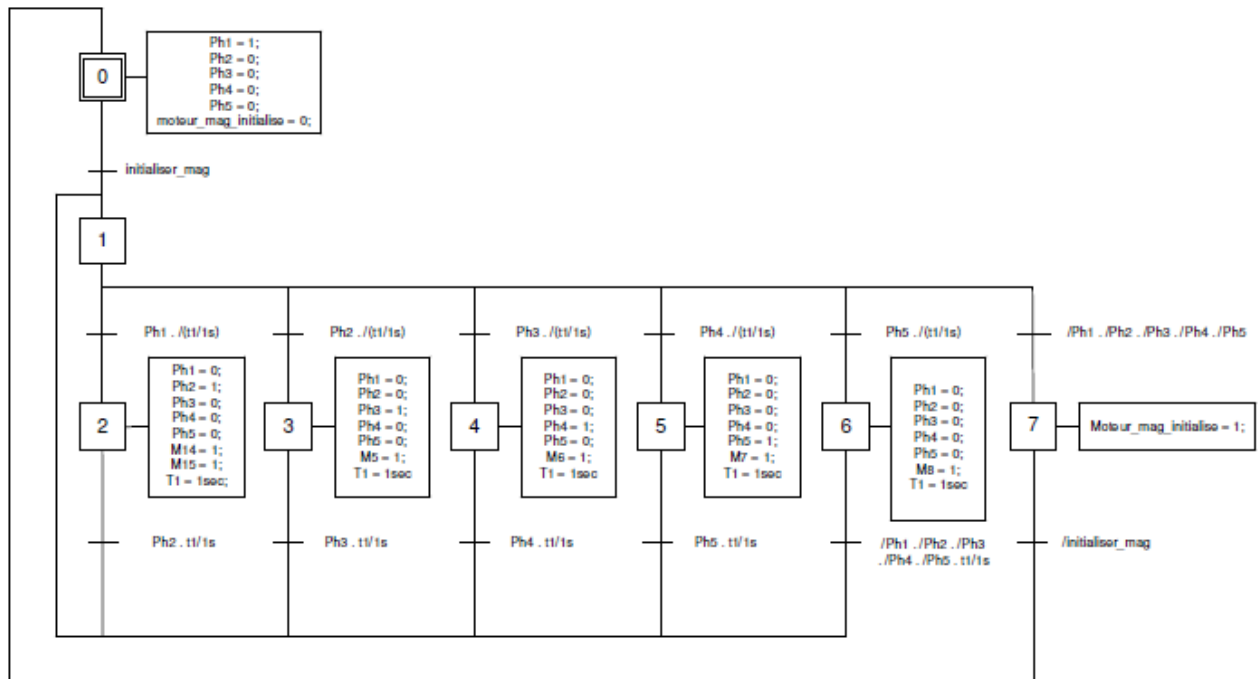 0
Ph1 = 1;
Ph2 = 0;
Ph3 = 0;
Ph4 = 0;
Ph5 = 0;
moteur_mag_initialise = 0;
initialiser_mag
1
Ph1 . /(t1/1s)
Ph2 . /(t1/1s)
Ph3 . /(t1/1s)
Ph4 . /(t1/1s)
Ph5 . /(t1/1s)
/Ph1 . /Ph2 . /Ph3 . /Ph4 . /Ph5
2
Ph1 = 0;
Ph2 = 1;
Ph3 = 0;
Ph4 = 0;
Ph5 = 0;
M14 = 1;
M15 = 1;
T1 = 1sec;
3
Ph1 = 0;
Ph2 = 0;
Ph3 = 1;
Ph4 = 0;
Ph5 = 0;
M5 = 1;
T1 = 1sec
4
Ph1 = 0;
Ph2 = 0;
Ph3 = 0;
Ph4 = 1;
Ph5 = 0;
M6 = 1;
T1 = 1sec
5
Ph1 = 0;
Ph2 = 0;
Ph3 = 0;
Ph4 = 0;
Ph5 = 1;
M7 = 1;
T1 = 1sec
6
Ph1 = 0;
Ph2 = 0;
Ph3 = 0;
Ph4 = 0;
Ph5 = 0;
M8 = 1;
T1 = 1sec
7
Moteur_mag_initialise = 1;
Ph2 . t1/1s
Ph3 . t1/1s
Ph4 . t1/1s
Ph5 . t1/1s
/Ph1 . /Ph2 . /Ph3
. /Ph4 . /Ph5 . t1/1s
/initialiser_mag